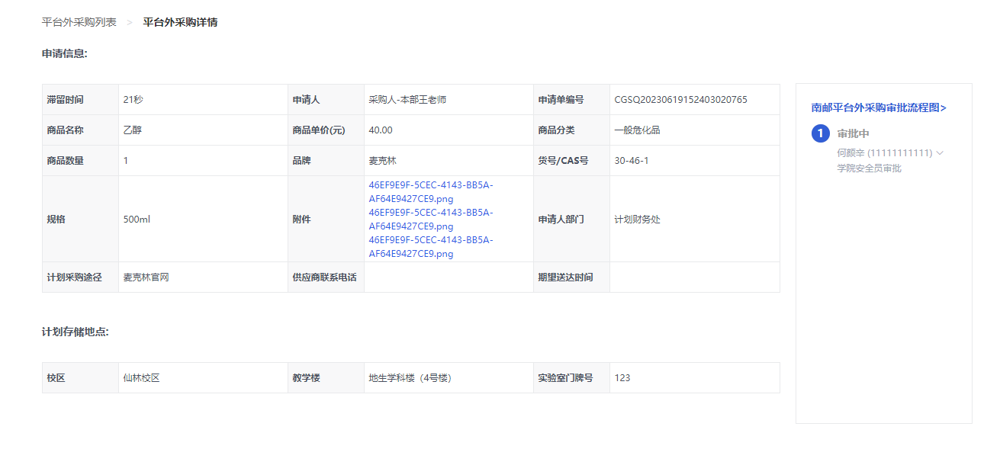 平台外采购列表 > 平台外采购详情
申请信息:
滞留时间 21秒 申请人 采购人-本部王老师 申请单编号 CGSQ20230619152403020765
商品名称 乙醇 商品单价(元) 40.00 商品分类 一般危化品
商品数量 1 品牌 麦克林 货号/CAS号 30-46-1
规格 500ml 附件 46EF9E9F-5CEC-4143-BB5A-
AF64E9427CE9.png
46EF9E9F-5CEC-4143-BB5A-
AF64E9427CE9.png
46EF9E9F-5CEC-4143-BB5A-
AF64E9427CE9.png
申请人部门 计划财务处
计划采购途径 麦克林官网 供应商联系电话 期望送达时间
计划存储地点:
校区 仙林校区 教学楼 地生学科楼（4号楼） 实验室门牌号 123
南邮平台外采购审批流程图>
1 审批中
何颜辛 (11111111111)
学院安全员审批